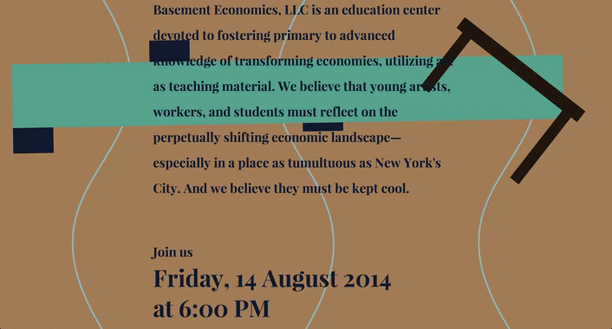 Basement Economics, LLC is an education center
devoted to fostering primary to advanced
knowledge of transforming economics, utilizing art
as teaching material. We believe that young artists,
workers, and students must reflect on the
perpetually shifting economic landscape—
especially in a place as tumultuous as New York's
City. And we believe they must be kept cool.
Join us
Friday, 14 August 2014
at 6:00 PM